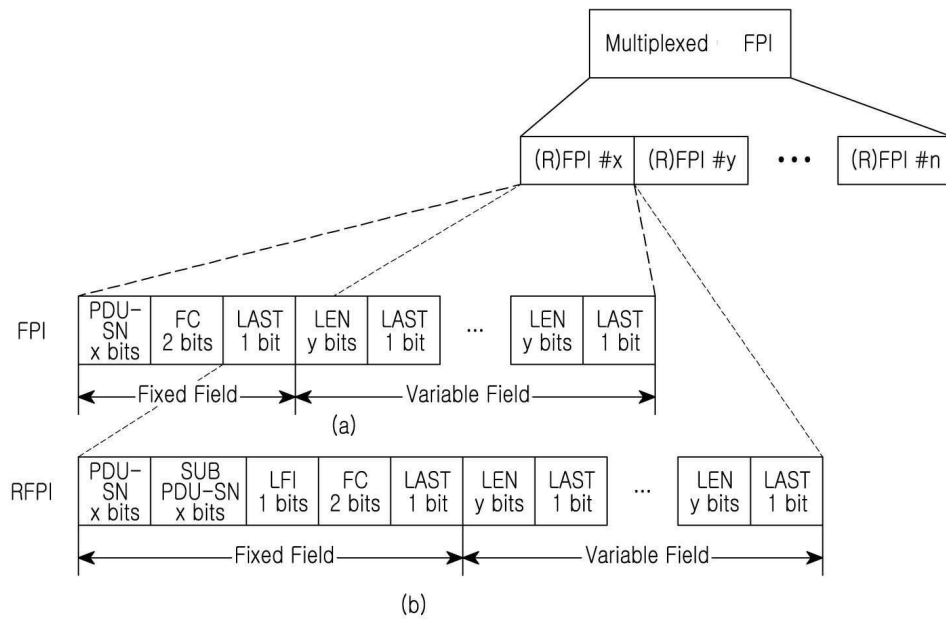 Multiplexed FPI
(R)FPI #x (R)FPI #y ••• (R)FPI #n
FPI
PDU-
SN
x bits
FC
2 bits
LAST
1 bit
LEN
y bits
LAST
1 bit
...
LEN
y bits
LAST
1 bit
Fixed Field
Variable Field
(a)
RFPI
PDU-
SN
x bits
SUB
PDU-SN
x bits
LFI
1 bits
FC
2 bits
LAST
1 bit
LEN
y bits
LAST
1 bit
...
LEN
y bits
LAST
1 bit
Fixed Field
Variable Field
(b)